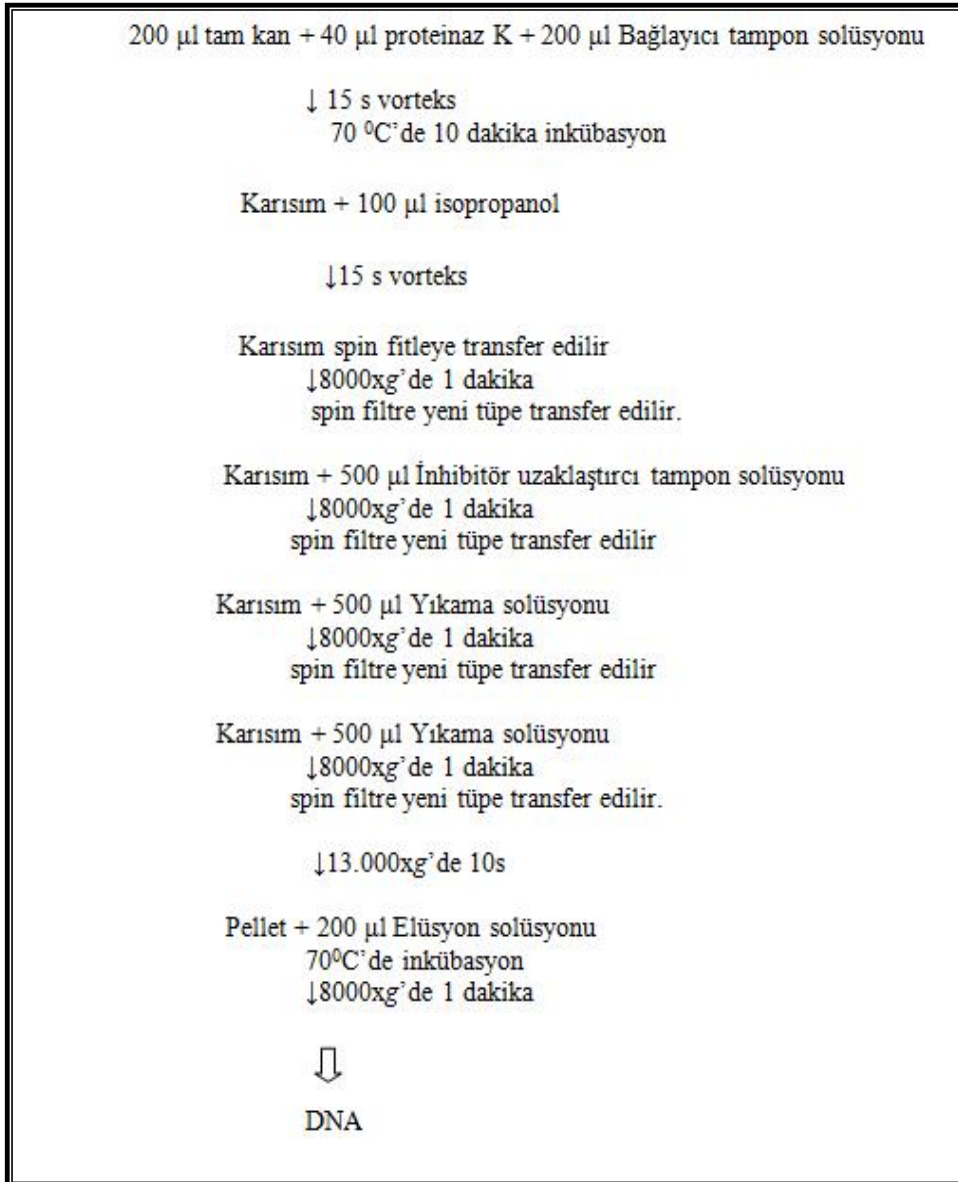 200 µl tam kan + 40 µl proteinaz K + 200 µl Bağlayıcı tampon solüsyonu
↓ 15 s vorteks
70 ⁰C’de 10 dakika inkübasyon
Karısım + 100 µl isopropanol
↓15 s vorteks
Karısım spin fitleye transfer edilir
↓8000xg’de 1 dakika
spin filtre yeni tüpe transfer edilir.
Karısım + 500 µl İnhibitör uzaklaştırcı tampon solüsyonu
↓8000xg’de 1 dakika
spin filtre yeni tüpe transfer edilir
Karısım + 500 µl Yıkama solüsyonu
↓8000xg’de 1 dakika
spin filtre yeni tüpe transfer edilir
Karısım + 500 µl Yıkama solüsyonu
↓8000xg’de 1 dakika
spin filtre yeni tüpe transfer edilir.
↓13.000xg’de 10s
Pellet + 200 µl Elüsyon solüsyonu
70⁰C’de inkübasyon
↓8000xg’de 1 dakika
⇩
DNA